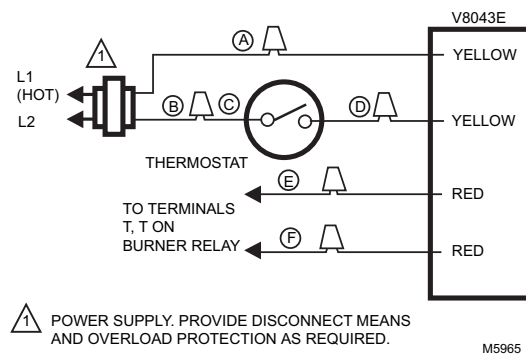 V8043E
1
A
YELLOW
L1
(HOT)
L2
B
C
D
YELLOW
THERMOSTAT
E
RED
TO TERMINALS
T, T ON
BURNER RELAY
F
RED
1 POWER SUPPLY. PROVIDE DISCONNECT MEANS
AND OVERLOAD PROTECTION AS REQUIRED.
M5965